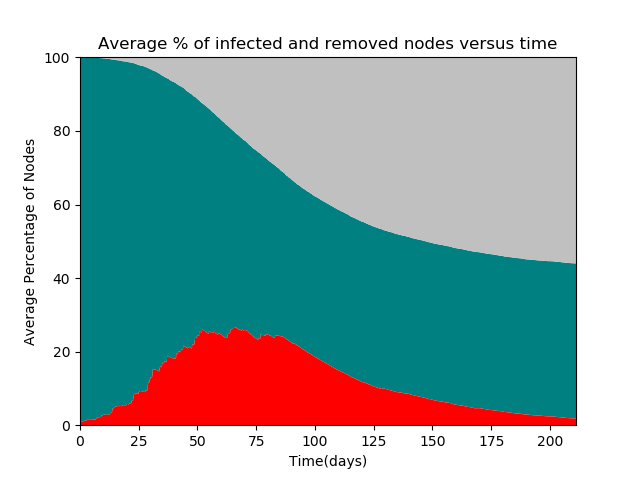 Average % of infected and removed nodes versus time
100
80
60
40
20
0
Average Percentage of Nodes
0 25 50 75 100 125 150 175 200
Time(days)